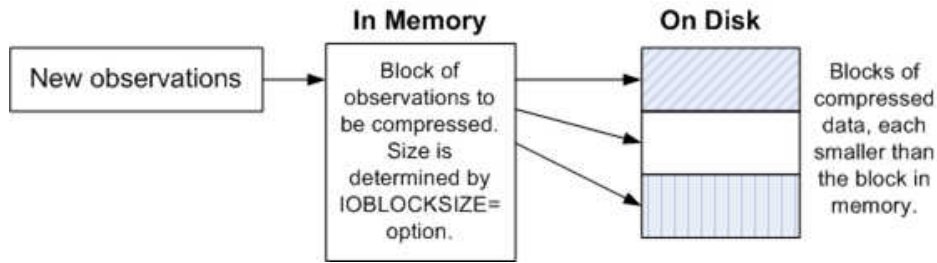 In Memory
On Disk
New observations
Block of
observations to
be compressed.
Size is
determined by
IOBLOCKSIZE=
option.
Blocks of
compressed
data, each
smaller than
the block in
memory.